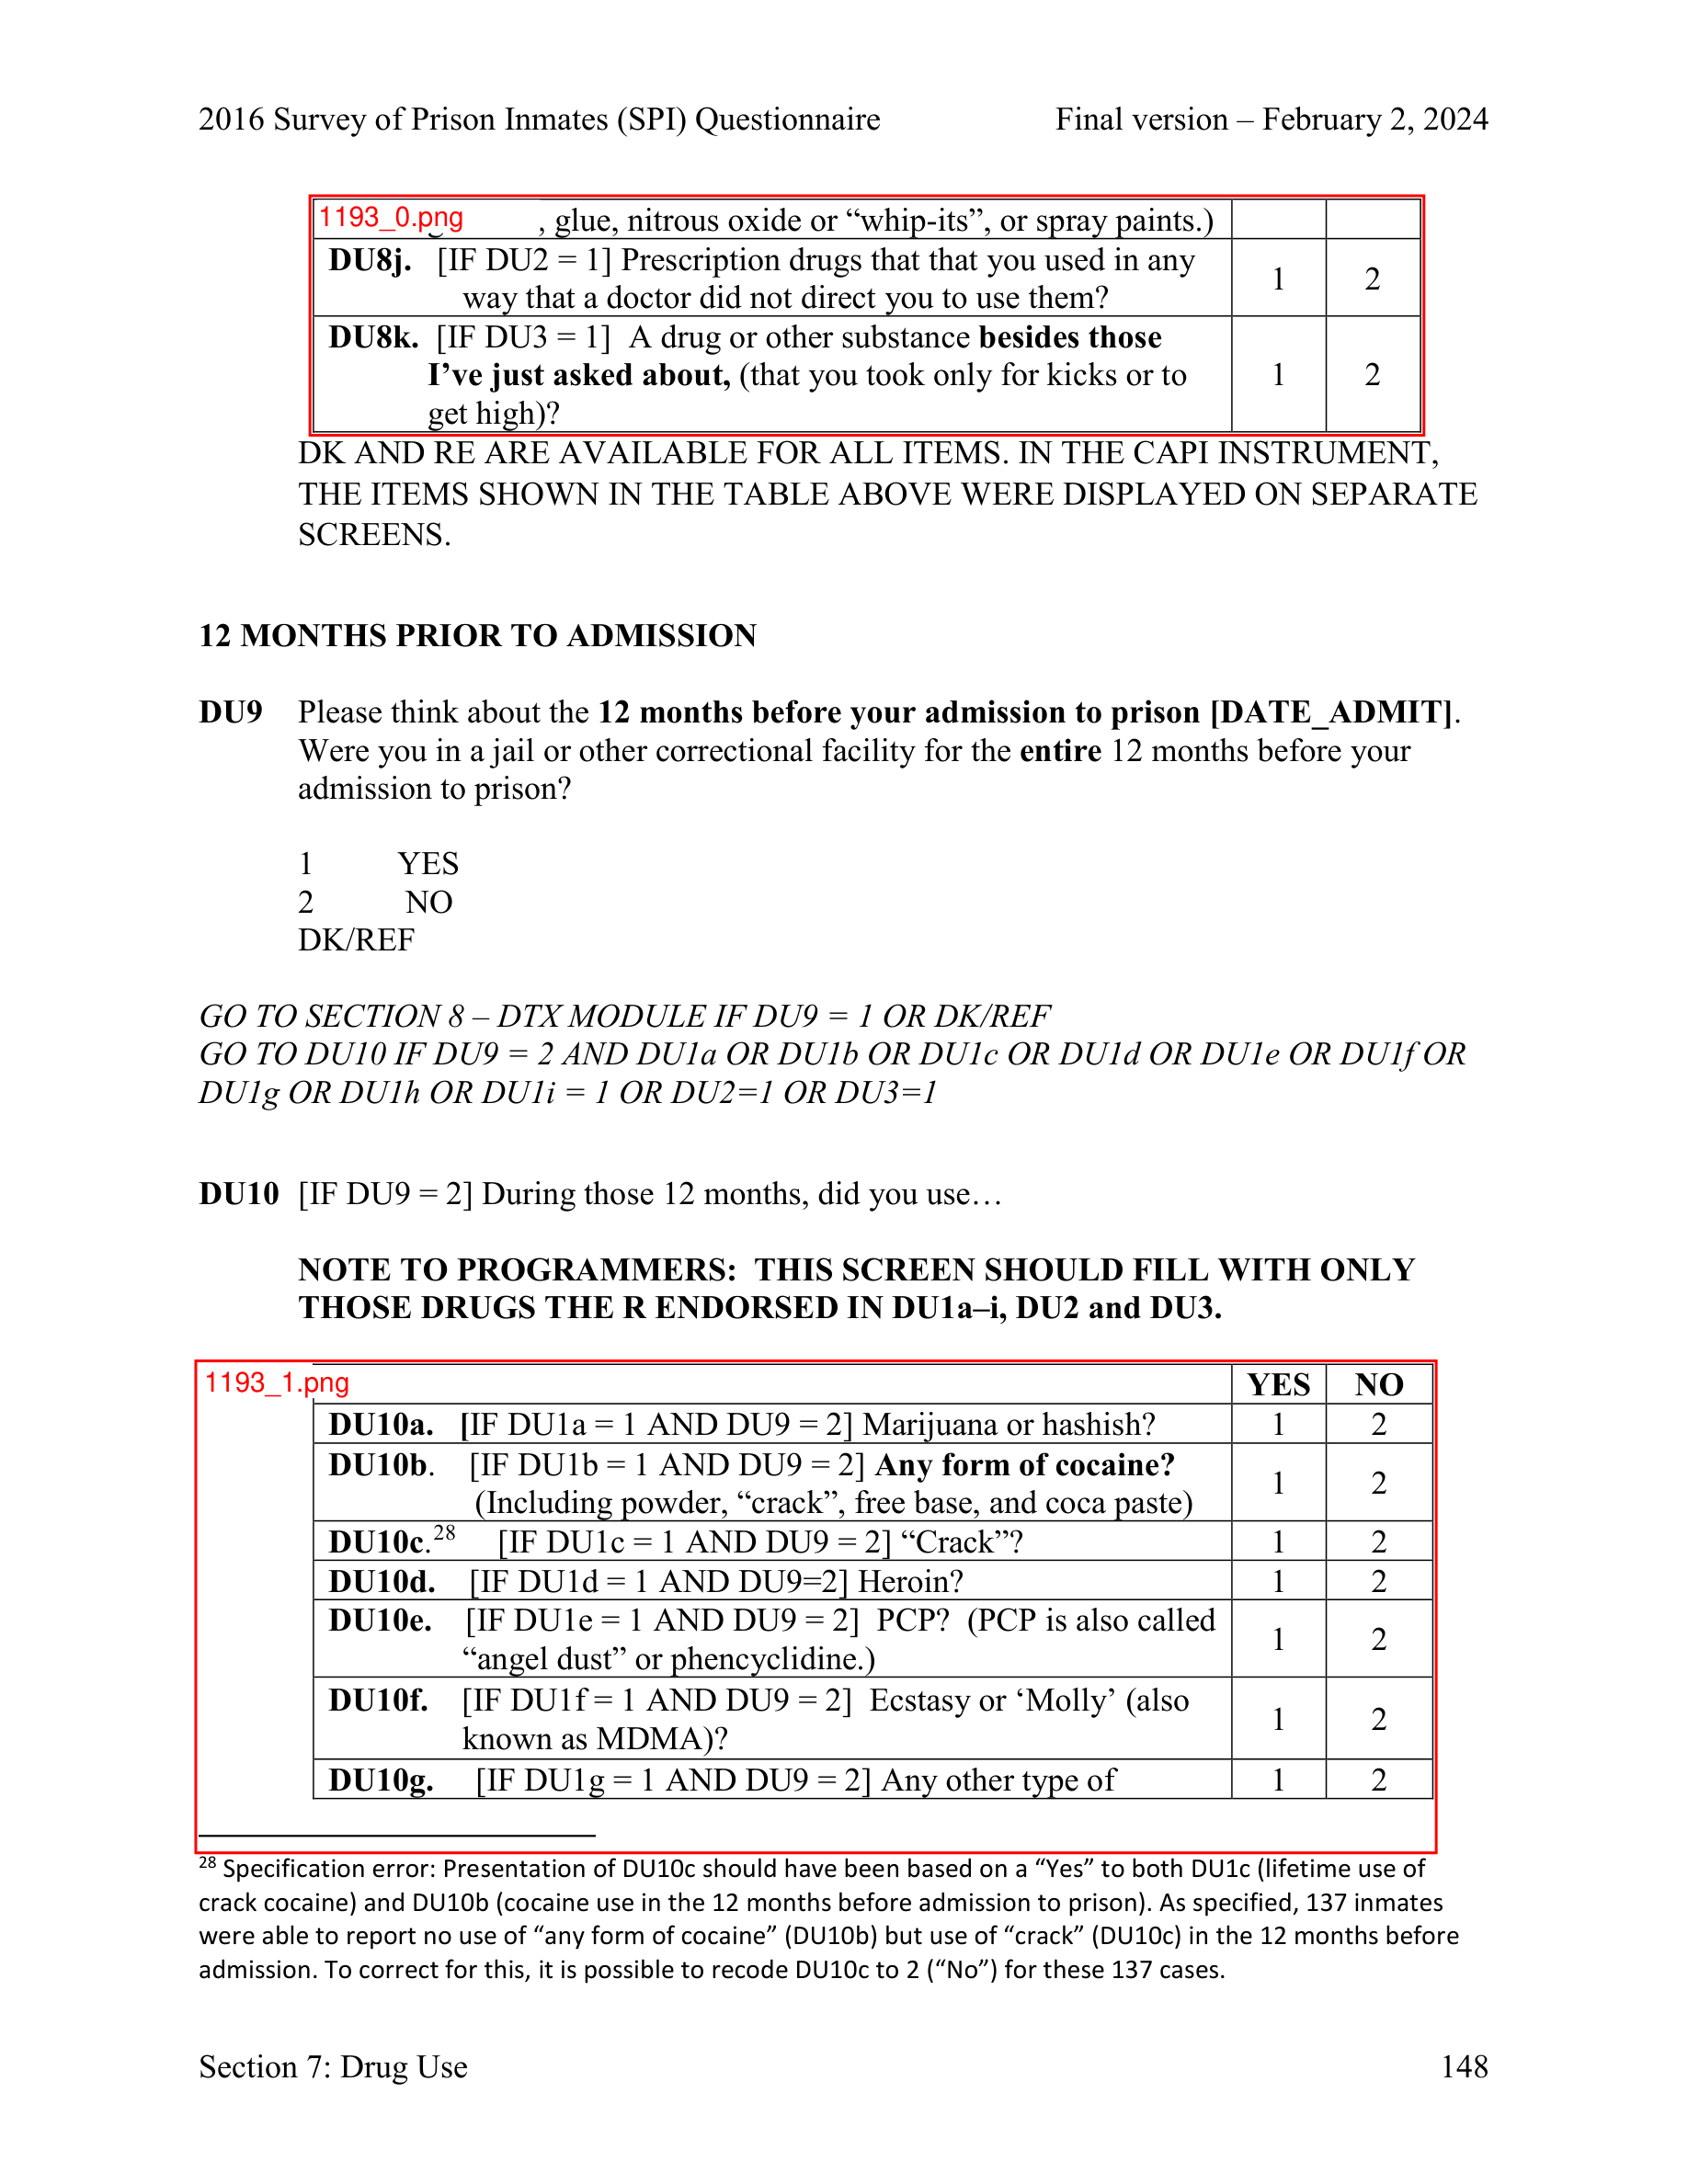 2016 Survey of Prison Inmates (SPI) Questionnaire Final version – February 2, 2024
1193_0.png , glue, nitrous oxide or “whip-its”, or spray paints.)
DU8j. [IF DU2 = 1] Prescription drugs that that you used in any
way that a doctor did not direct you to use them? 1 2
DU8k. [IF DU3 = 1] A drug or other substance besides those
I’ve just asked about, (that you took only for kicks or to
get high)? 1 2
DK AND RE ARE AVAILABLE FOR ALL ITEMS. IN THE CAPI INSTRUMENT,
THE ITEMS SHOWN IN THE TABLE ABOVE WERE DISPLAYED ON SEPARATE
SCREENS.
12 MONTHS PRIOR TO ADMISSION
DU9 Please think about the 12 months before your admission to prison [DATE_ADMIT].
Were you in a jail or other correctional facility for the entire 12 months before your
admission to prison?
1 YES
2 NO
DK/REF
GO TO SECTION 8 – DTX MODULE IF DU9 = 1 OR DK/REF
GO TO DU10 IF DU9 = 2 AND DU1a OR DU1b OR DU1c OR DU1d OR DU1e OR DU1f OR
DU1g OR DU1h OR DU1i = 1 OR DU2=1 OR DU3=1
DU10 [IF DU9 = 2] During those 12 months, did you use…
NOTE TO PROGRAMMERS: THIS SCREEN SHOULD FILL WITH ONLY
THOSE DRUGS THE R ENDORSED IN DU1a–i, DU2 and DU3.
1193_1.png YES NO
DU10a. [IF DU1a = 1 AND DU9 = 2] Marijuana or hashish? 1 2
DU10b. [IF DU1b = 1 AND DU9 = 2] Any form of cocaine?
(Including powder, “crack”, free base, and coca paste) 1 2
DU10c.28 [IF DU1c = 1 AND DU9 = 2] “Crack”? 1 2
DU10d. [IF DU1d = 1 AND DU9=2] Heroin? 1 2
DU10e. [IF DU1e = 1 AND DU9 = 2] PCP? (PCP is also called
“angel dust” or phencyclidine.) 1 2
DU10f. [IF DU1f = 1 AND DU9 = 2] Ecstasy or ‘Molly’ (also
known as MDMA)? 1 2
DU10g. [IF DU1g = 1 AND DU9 = 2] Any other type of 1 2
28 Specification error: Presentation of DU10c should have been based on a “Yes” to both DU1c (lifetime use of
crack cocaine) and DU10b (cocaine use in the 12 months before admission to prison). As specified, 137 inmates
were able to report no use of “any form of cocaine” (DU10b) but use of “crack” (DU10c) in the 12 months before
admission. To correct for this, it is possible to recode DU10c to 2 (“No”) for these 137 cases.
Section 7: Drug Use 148